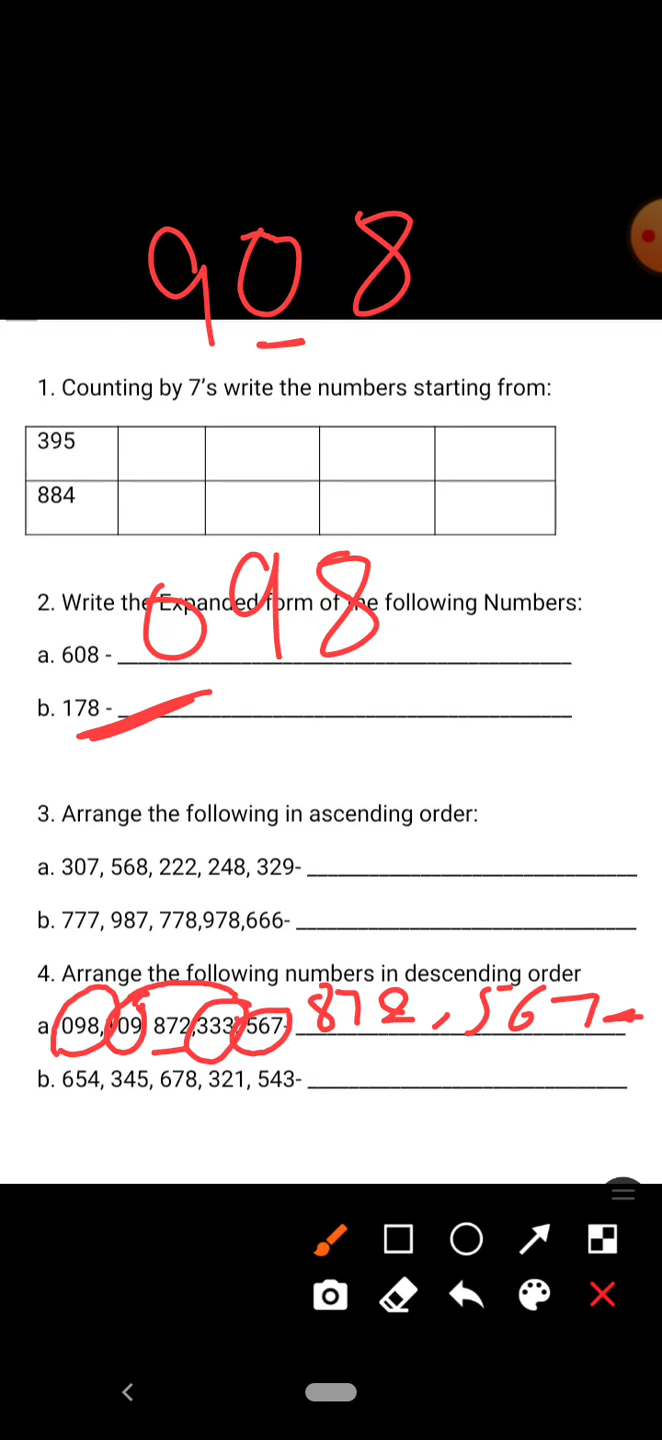 908
1. Counting by 7's write the numbers starting from:
395
884
2. Write the Expanded form of the following Numbers:
098
a. 608 -
b. 178 -
3. Arrange the following in ascending order:
a. 307, 568, 222, 248, 329-
b. 777, 987, 778,978,666-
4. Arrange the following numbers in descending order
a 098, 109 872,333, 567- 872, 567
b. 654, 345, 678, 321, 543-